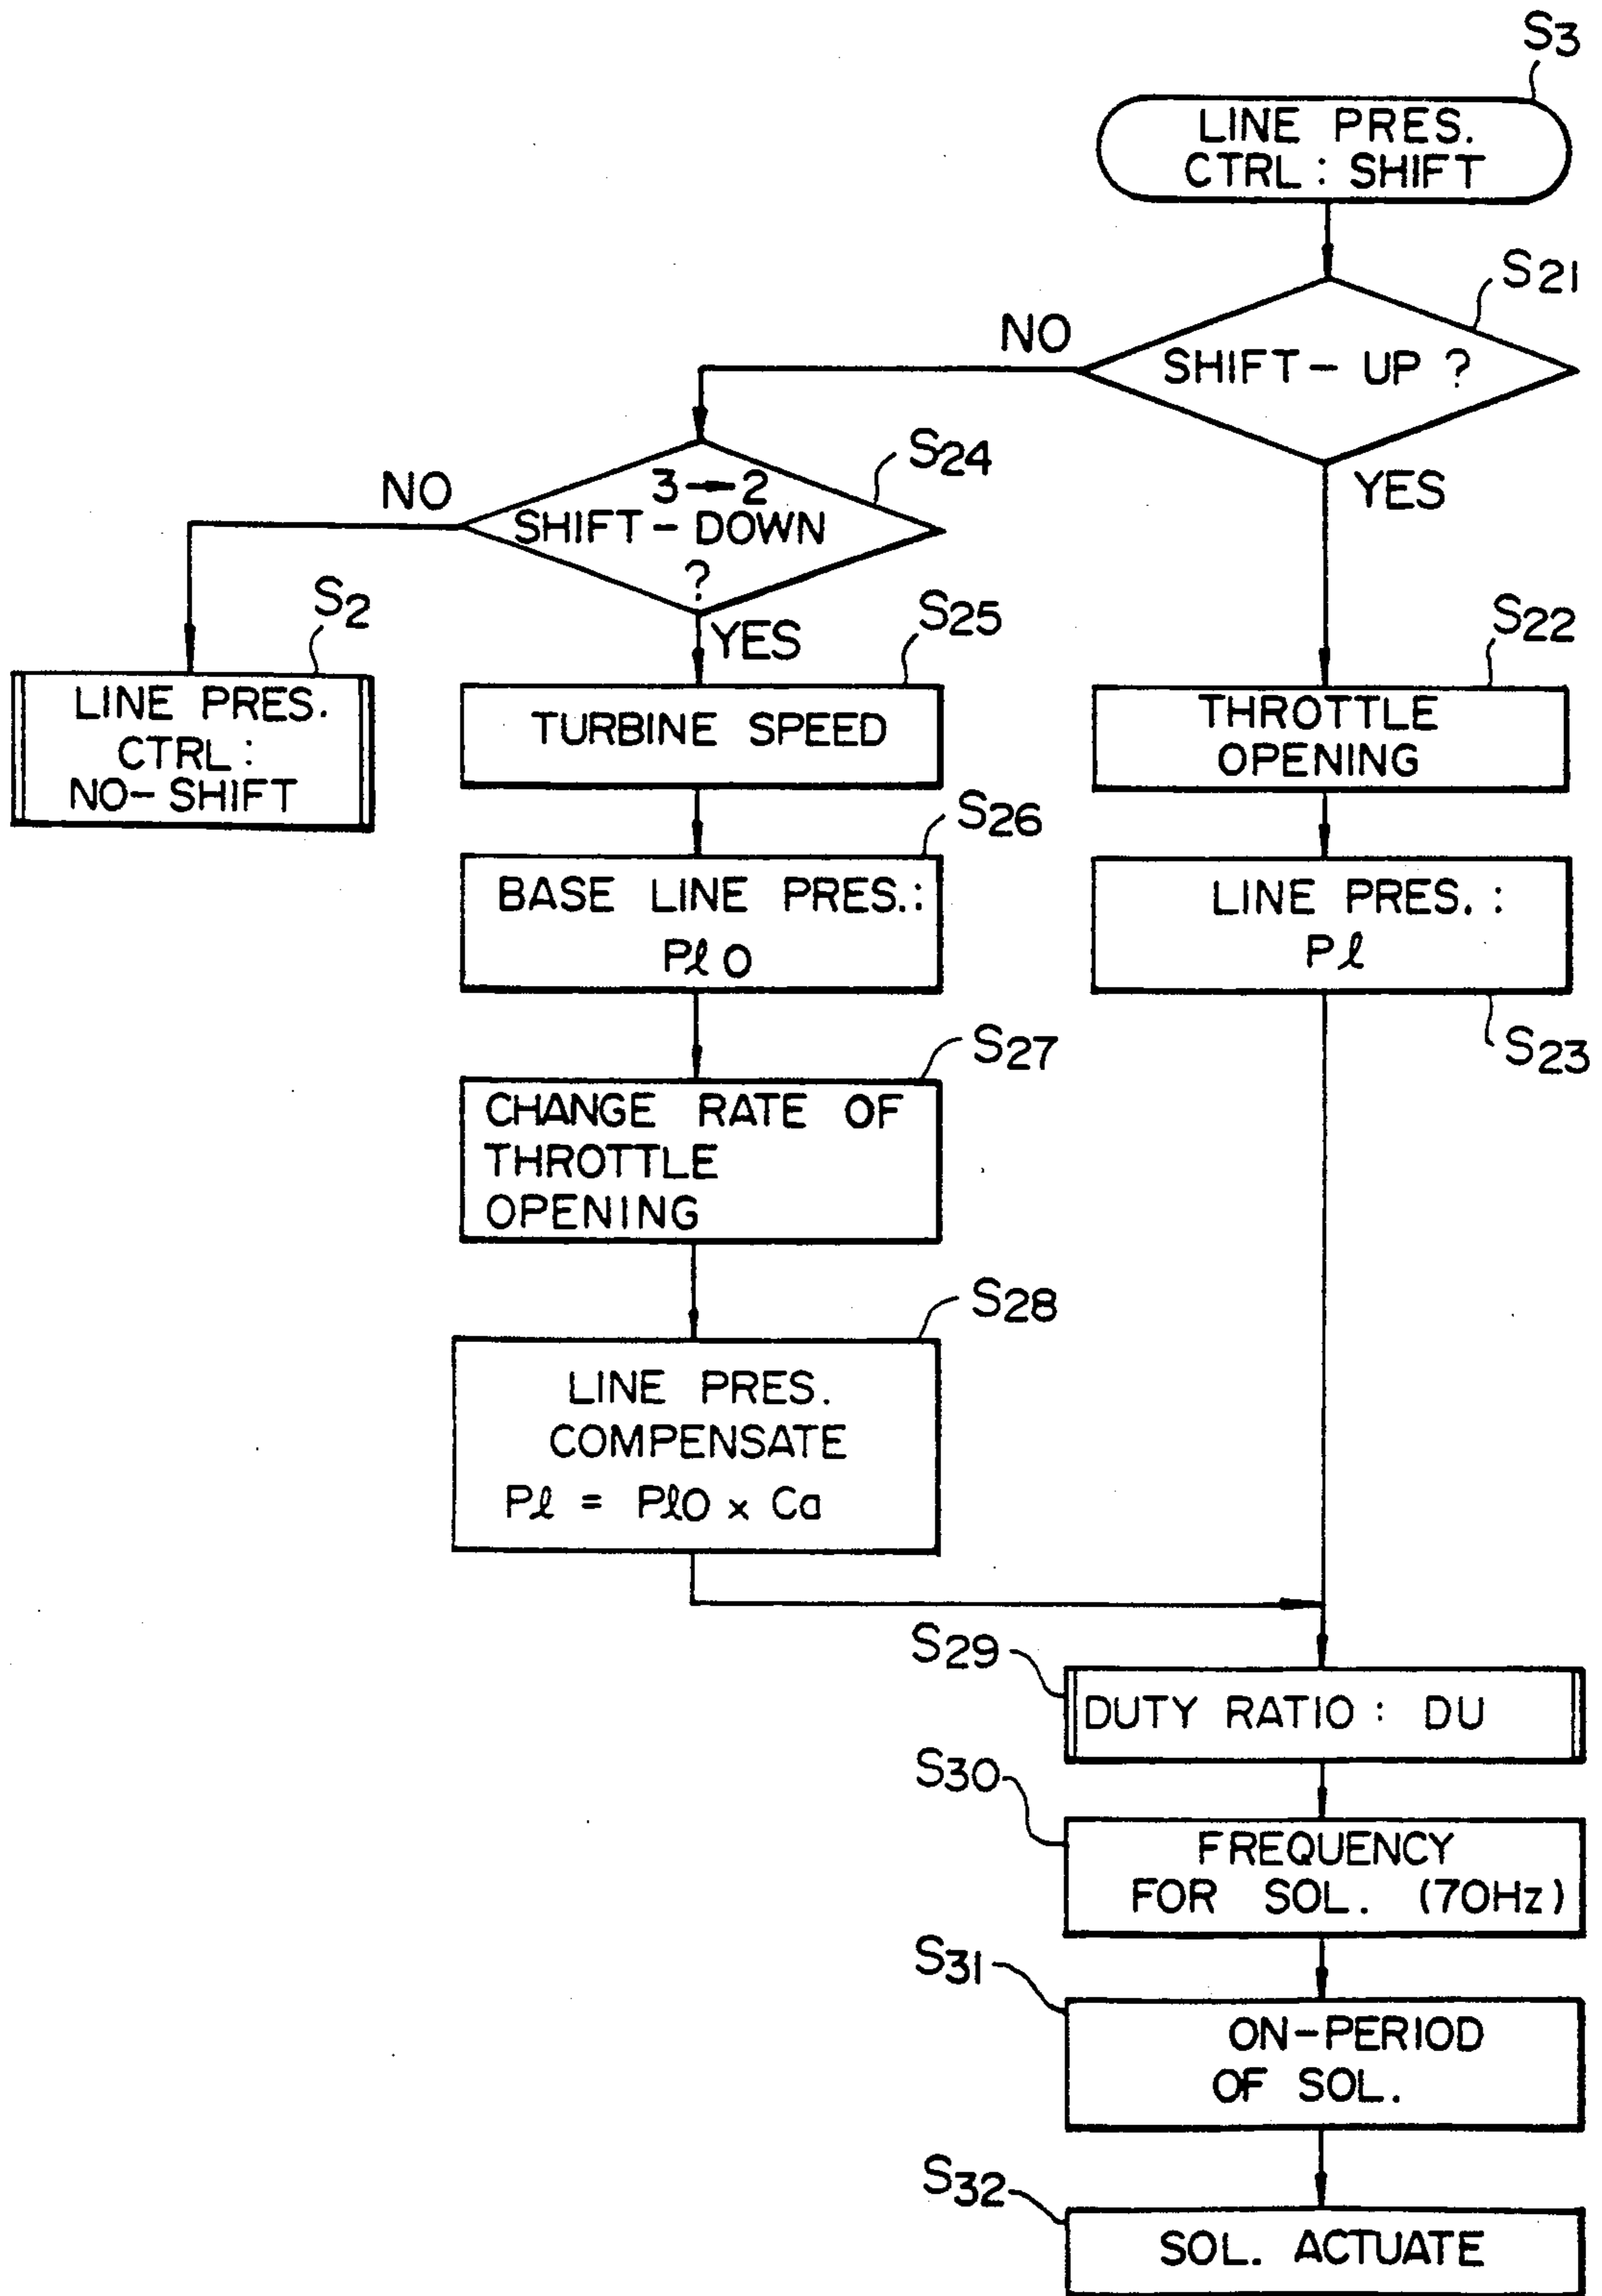 S3
LINE PRES.
CTRL : SHIFT
S21
NO
SHIFT - UP ?
YES
S24
NO
3→2
SHIFT - DOWN
?
YES
S2
LINE PRES.
CTRL :
NO-SHIFT
S25
TURBINE SPEED
S22
THROTTLE
OPENING
S26
BASE LINE PRES.:
Pℓ0
LINE PRES. :
Pℓ
S23
S27
CHANGE RATE OF
THROTTLE
OPENING
S28
LINE PRES.
COMPENSATE
Pℓ = Pℓ0 x Ca
S29
DUTY RATIO : DU
S30
FREQUENCY
FOR SOL. (70Hz)
S31
ON-PERIOD
OF SOL.
S32
SOL. ACTUATE